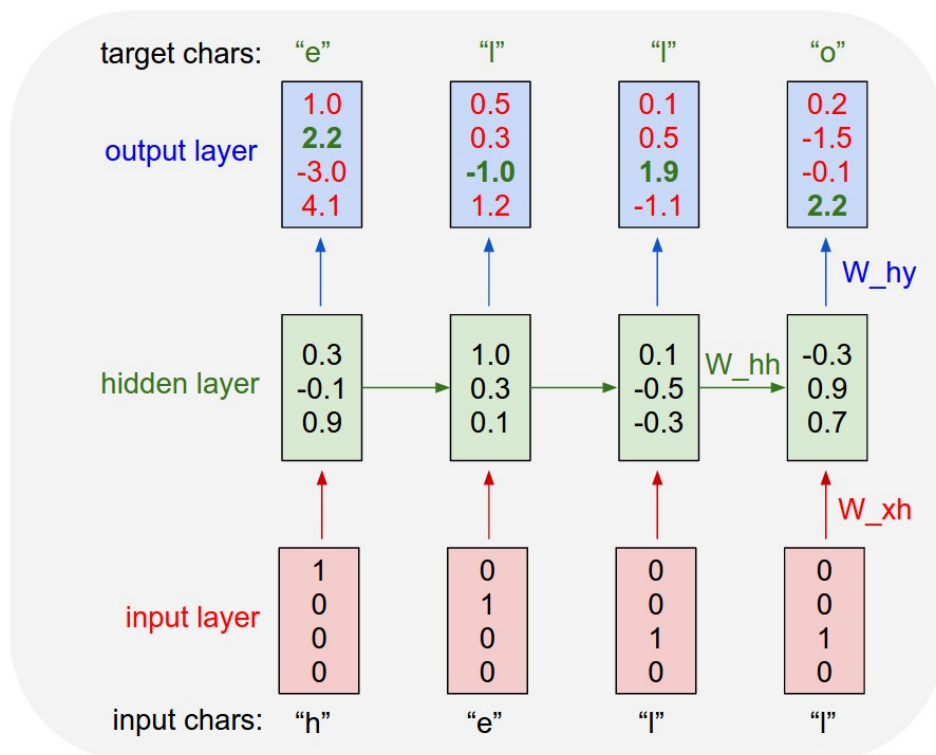 target chars: “e” “l” “l” “o”
1.0 0.5 0.1 0.2
2.2 0.3 0.5 -1.5
output layer -3.0 -1.0 1.9 -0.1
4.1 1.2 -1.1 2.2
W_hy
0.3 1.0 0.1 W_hh -0.3
hidden layer -0.1 0.3 -0.5 0.9
0.9 0.1 -0.3 0.7
W_xh
1 0 0 0
input layer 0 1 0 0
0 0 1 1
0 0 0 0
input chars: “h” “e” “l” “l”